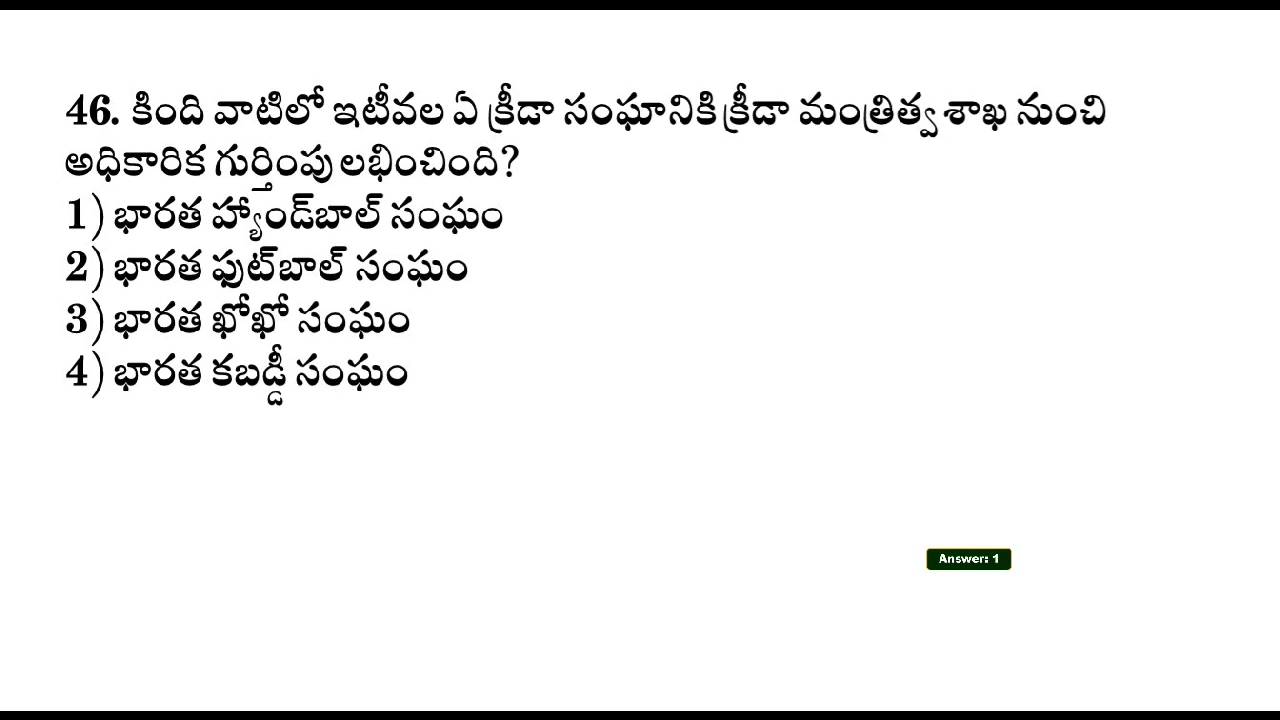 46. కింది వాటిలో ఇటీవల ఏ క్రీడా సంఘానికి క్రీడా మంత్రిత్వ శాఖ నుంచి
అధికారిక గుర్తింపు లభించింది?
1) భారత హ్యాండ్‌బాల్ సంఘం
2) భారత ఫుట్‌బాల్ సంఘం
3) భారత ఖోఖో సంఘం
4) భారత కబడ్డీ సంఘం
Answer: 1